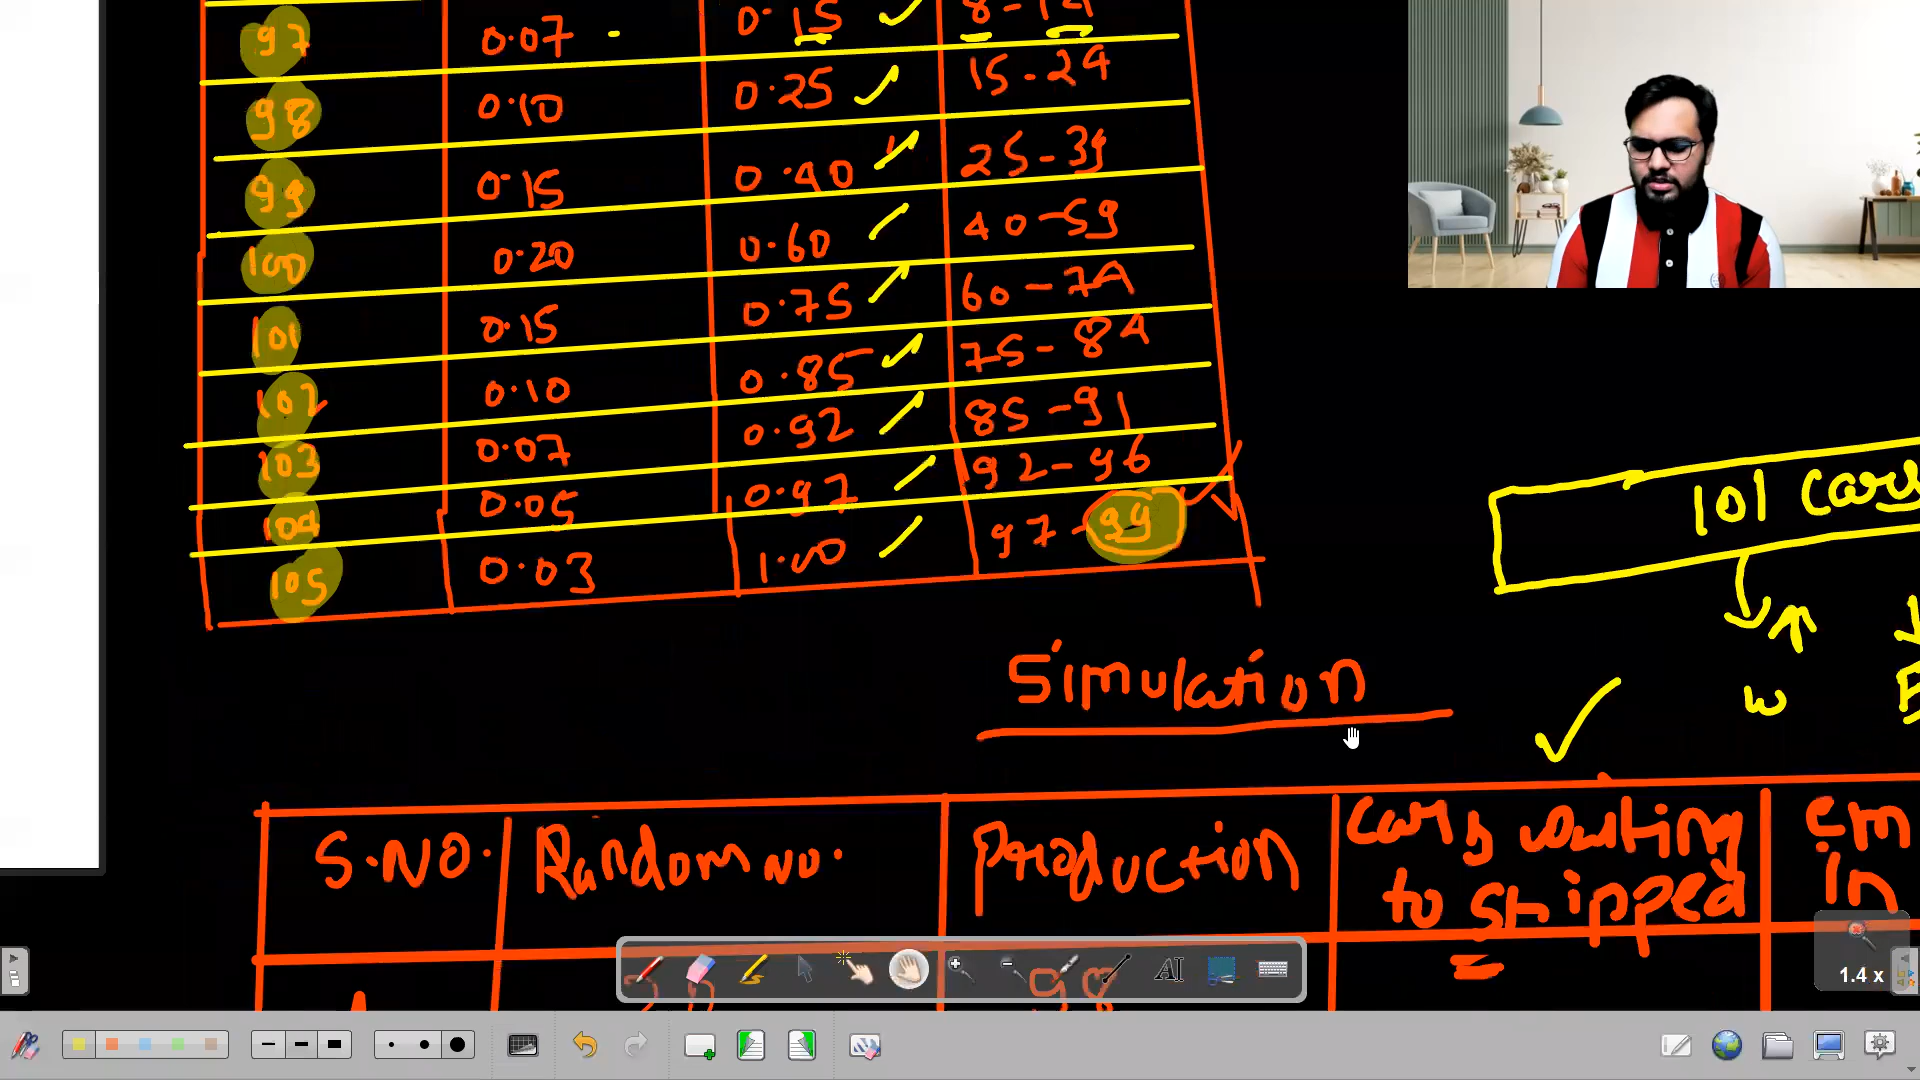 97 0.07 0.15 8-14
98 0.10 0.25 15-24
99 0.15 0.40 25-39
100 0.20 0.60 40-59
101 0.15 0.75 60-74
102 0.10 0.85 75-84
103 0.07 0.92 85-91
104 0.05 0.97 92-96
105 0.03 1.00 97-99
101 Cars
w
Simulation
S.NO. Random no. Production Cars waiting em
to shipped in
98
AI
1.4 x